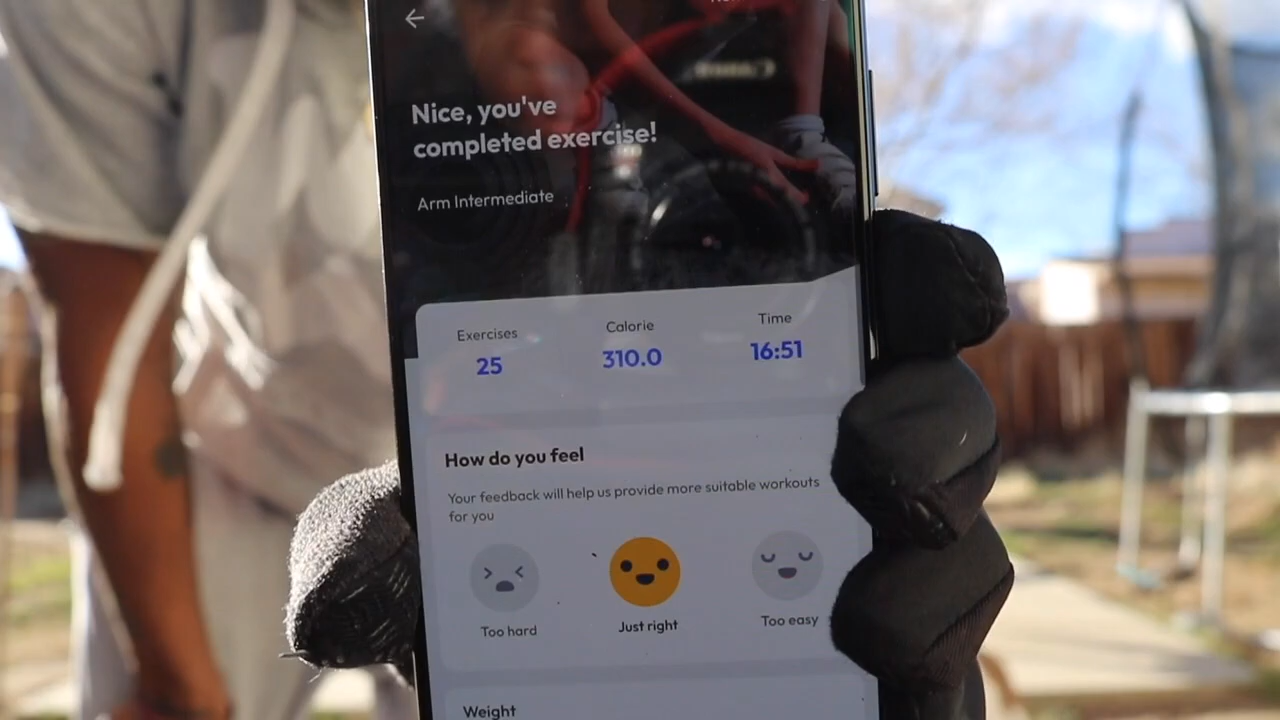 Nice, you've
completed exercise!
Arm Intermediate
Exercises
Calorie
Time
25
310.0
16:51
How do you feel
Your feedback will help us provide more suitable workouts
for you
Too hard
Just right
Too easy
Weight